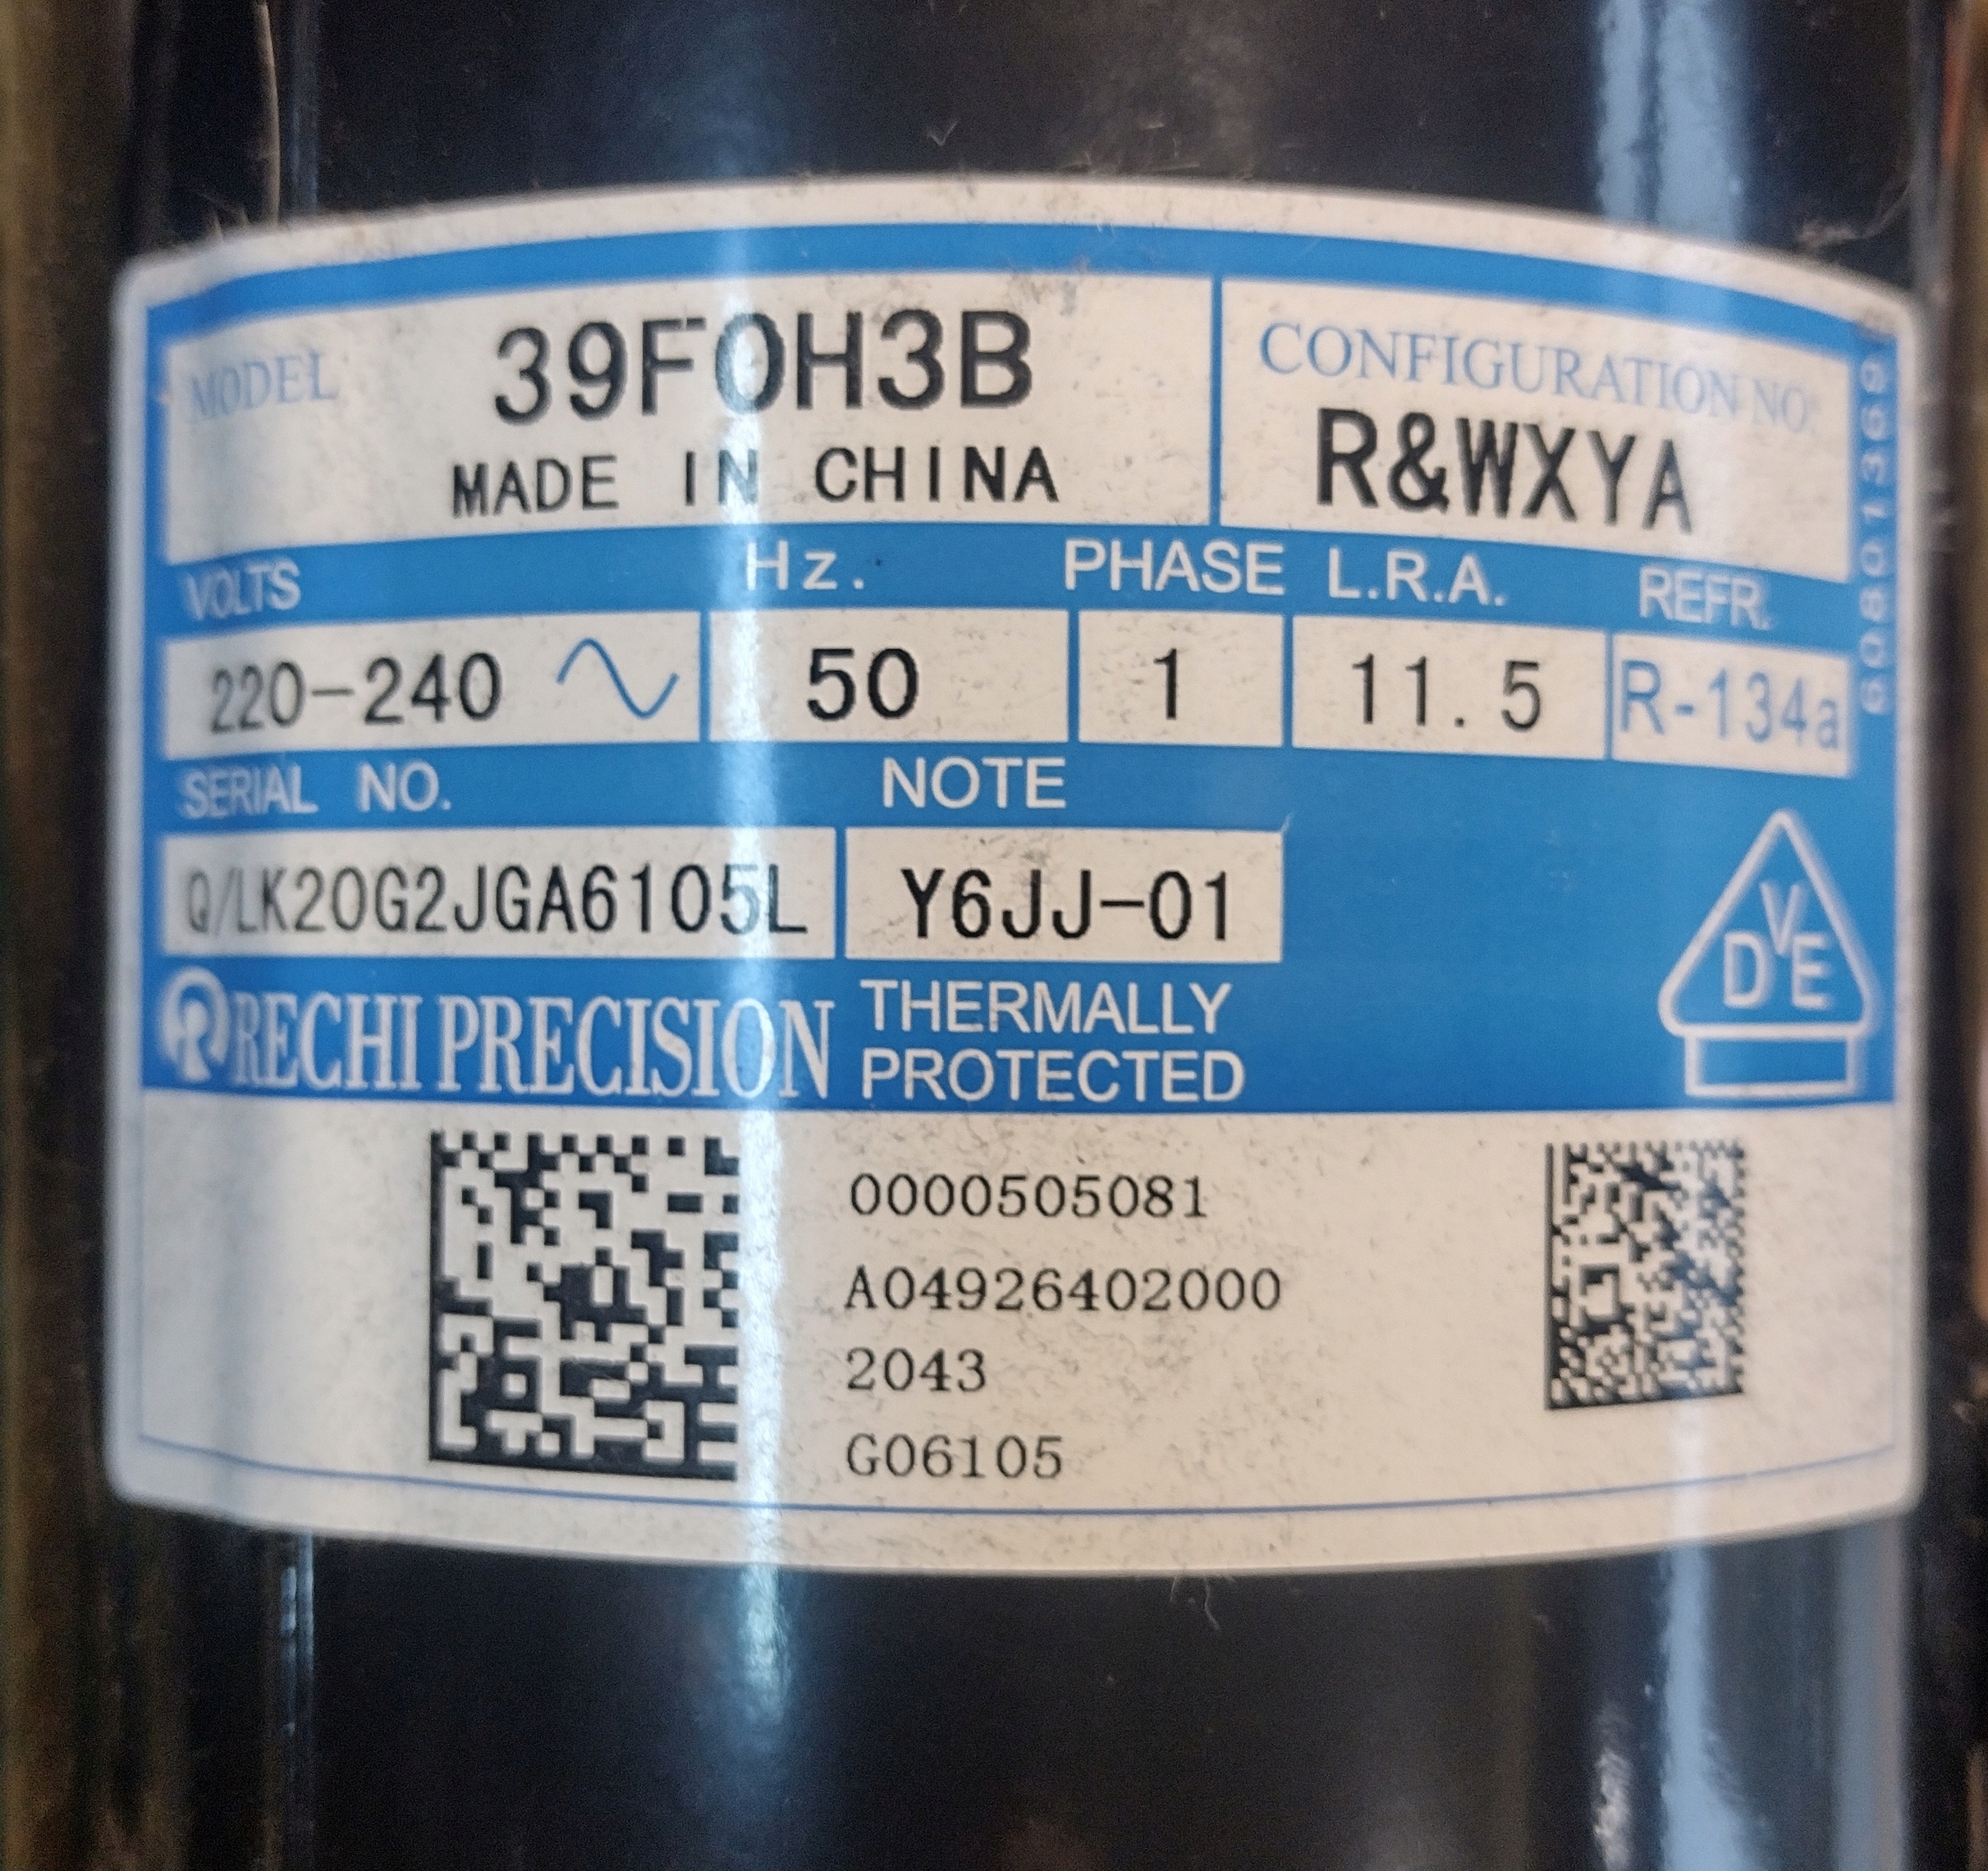 MODEL 39F0H3B
MADE IN CHINA
CONFIGURATION NO:
R&WXYA
VOLTS Hz. PHASE L.R.A. REFR.
220-240 50 1 11.5 R-134a
SERIAL NO. NOTE
Q/LK20G2JGA6105L Y6JJ-01
VDE
RECHI PRECISION THERMALLY
PROTECTED
60801369
0000505081
A04926402000
2043
G06105